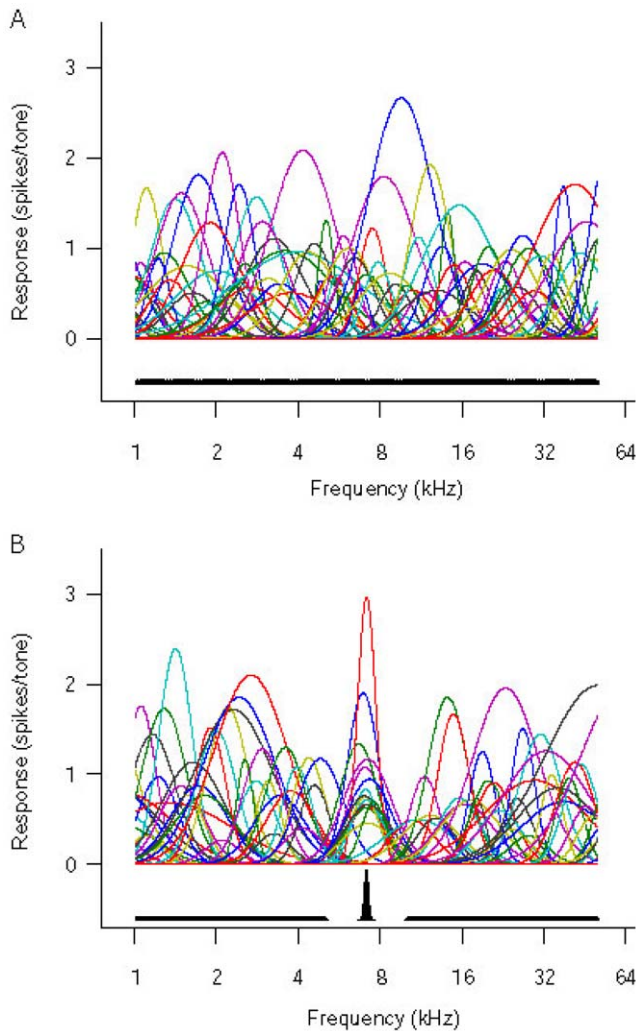 A
Response (spikes/tone)
3
2
1
0
1 2 4 8 16 32 64
Frequency (kHz)
B
Response (spikes/tone)
3
2
1
0
1 2 4 8 16 32 64
Frequency (kHz)